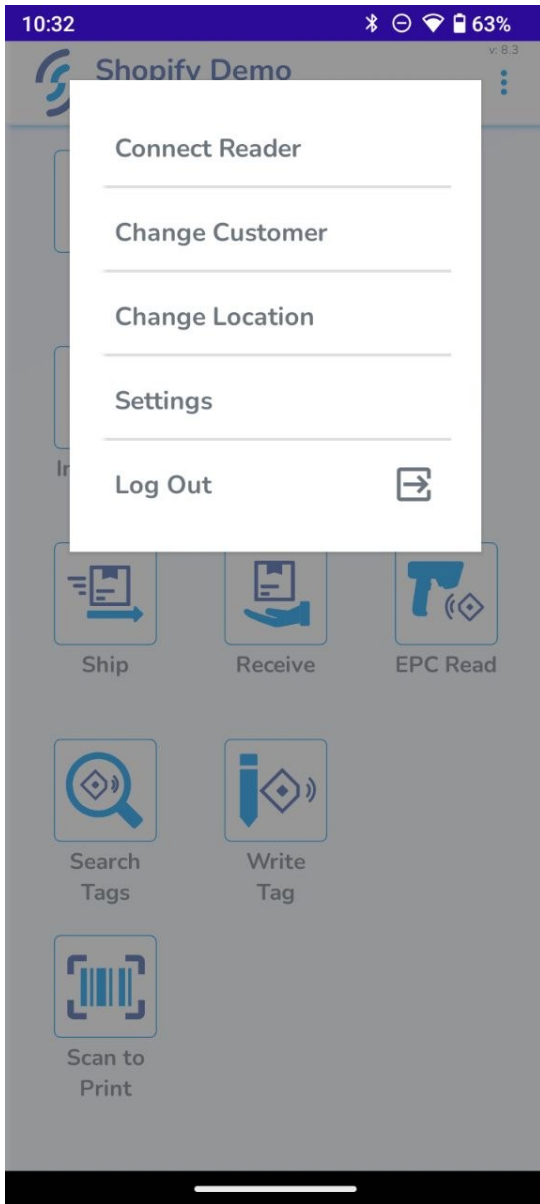 10:32
63%
v: 8.3
Shopify Demo
Connect Reader
Change Customer
Change Location
Settings
Log Out
Ship
Receive
EPC Read
Search
Tags
Write
Tag
Scan to
Print